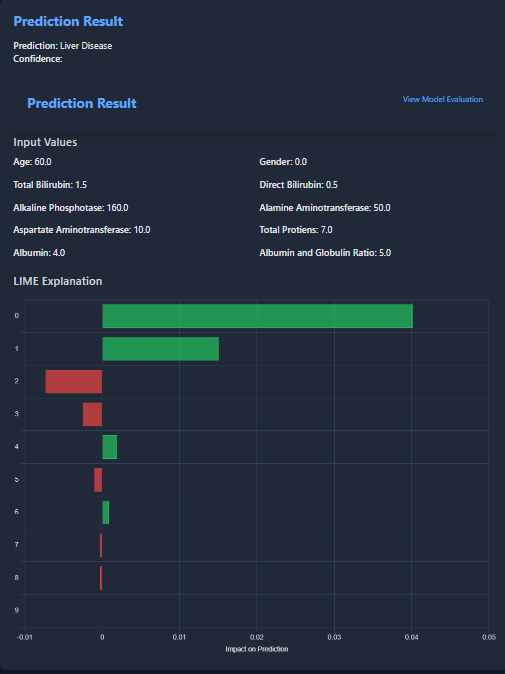 Prediction Result
Prediction: Liver Disease
Confidence:
Prediction Result
View Model Evaluation
Input Values
Age: 60.0
Gender: 0.0
Total Bilirubin: 1.5
Direct Bilirubin: 0.5
Alkaline Phosphotase: 160.0
Alamine Aminotransferase: 50.0
Aspartate Aminotransferase: 10.0
Total Protiens: 7.0
Albumin: 4.0
Albumin and Globulin Ratio: 5.0
LIME Explanation
0
1
2
3
4
5
6
7
8
9
-0.01 0 0.01 0.02 0.03 0.04 0.05
Impact on Prediction